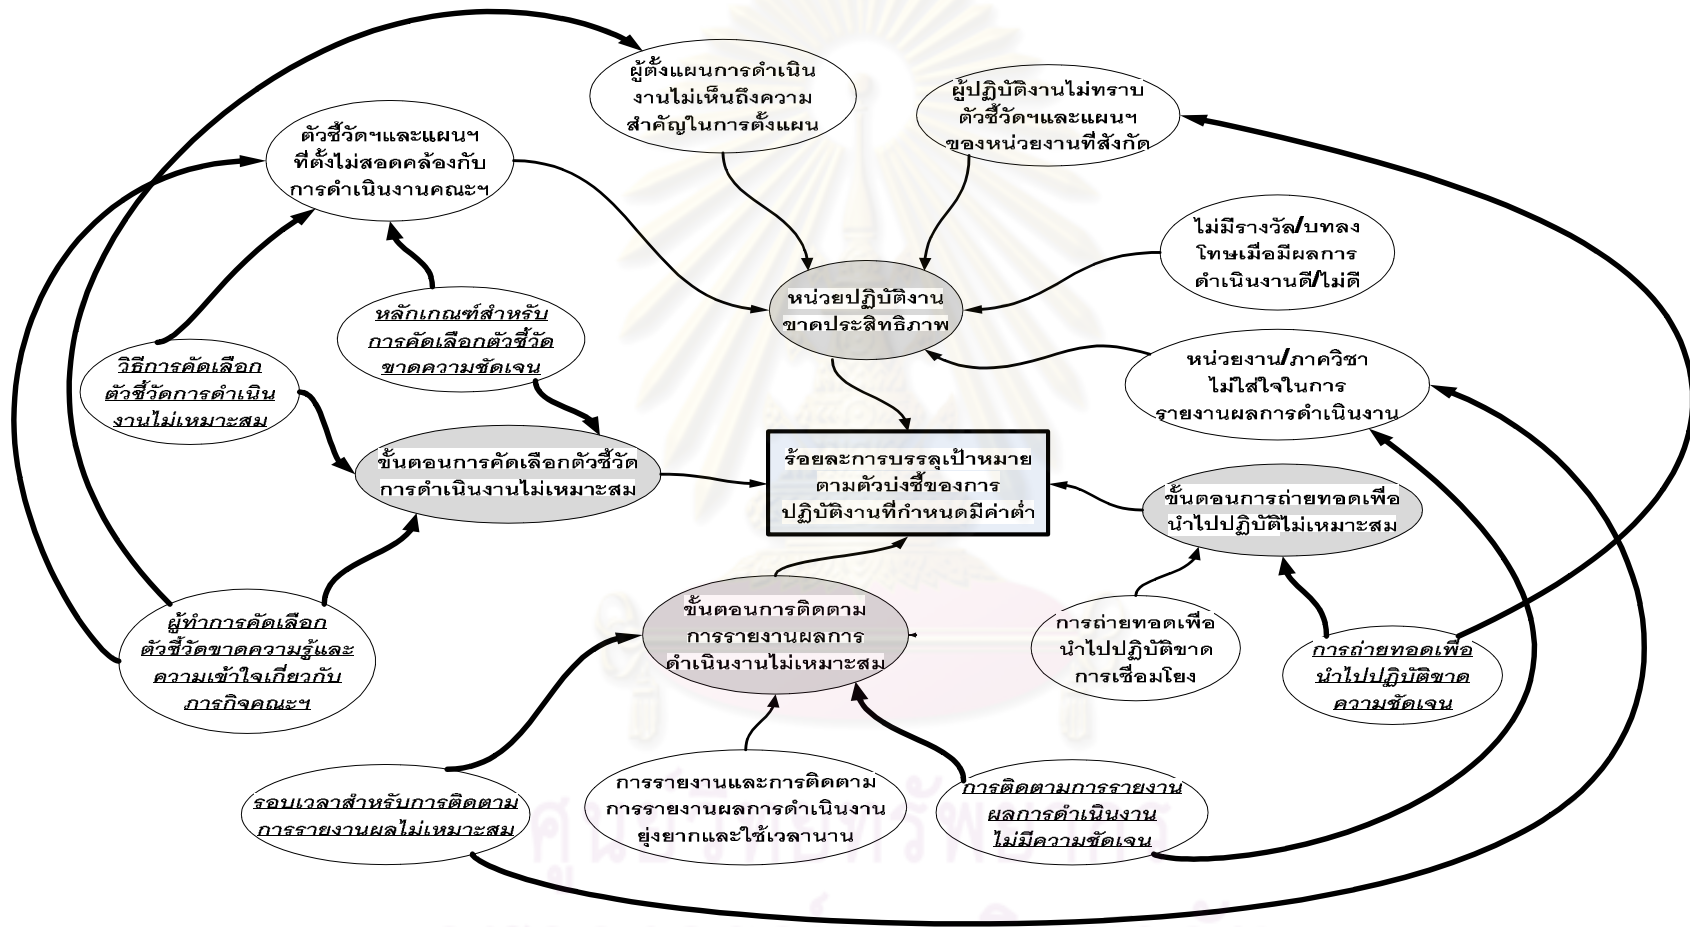 ผู้ตั้งแผนการดำเนิน
งานไม่เห็นถึงความ
สำคัญในการตั้งแผน
ผู้ปฏิบัติงานไม่ทราบ
ตัวชี้วัดฯและแผนฯ
ของหน่วยงานที่สังกัด
ตัวชี้วัดฯและแผนฯ
ที่ตั้งไม่สอดคล้องกับ
การดำเนินงานคณะฯ
ไม่มีรางวัล/บทลง
โทษเมื่อมีผลการ
ดำเนินงานดี/ไม่ดี
หน่วยปฏิบัติงาน
ขาดประสิทธิภาพ
หลักเกณฑ์สำหรับ
การคัดเลือกตัวชี้วัด
ขาดความชัดเจน
วิธีการคัดเลือก
ตัวชี้วัดการดำเนิน
งานไม่เหมาะสม
หน่วยงาน/ภาควิชา
ไม่ใส่ใจในการ
รายงานผลการดำเนินงาน
ขั้นตอนการคัดเลือกตัวชี้วัด
การดำเนินงานไม่เหมาะสม
ร้อยละการบรรลุเป้าหมาย
ตามตัวบ่งชี้ของการ
ปฏิบัติงานที่กำหนดมีค่าต่ำ
ขั้นตอนการถ่ายทอดเพื่อ
นำไปปฏิบัติไม่เหมาะสม
ผู้ทำการคัดเลือก
ตัวชี้วัดขาดความรู้และ
ความเข้าใจเกี่ยวกับ
ภารกิจคณะฯ
ขั้นตอนการติดตาม
การรายงานผลการ
ดำเนินงานไม่เหมาะสม
การถ่ายทอดเพื่อ
นำไปปฏิบัติขาด
การเชื่อมโยง
การถ่ายทอดเพื่อ
นำไปปฏิบัติขาด
ความชัดเจน
รอบเวลาสำหรับการติดตาม
การรายงานผลไม่เหมาะสม
การรายงานและการติดตาม
การรายงานผลการดำเนินงาน
ยุ่งยากและใช้เวลานาน
การติดตามการรายงาน
ผลการดำเนินงาน
ไม่มีความชัดเจน
ศูนย์วิทยทรัพยากร